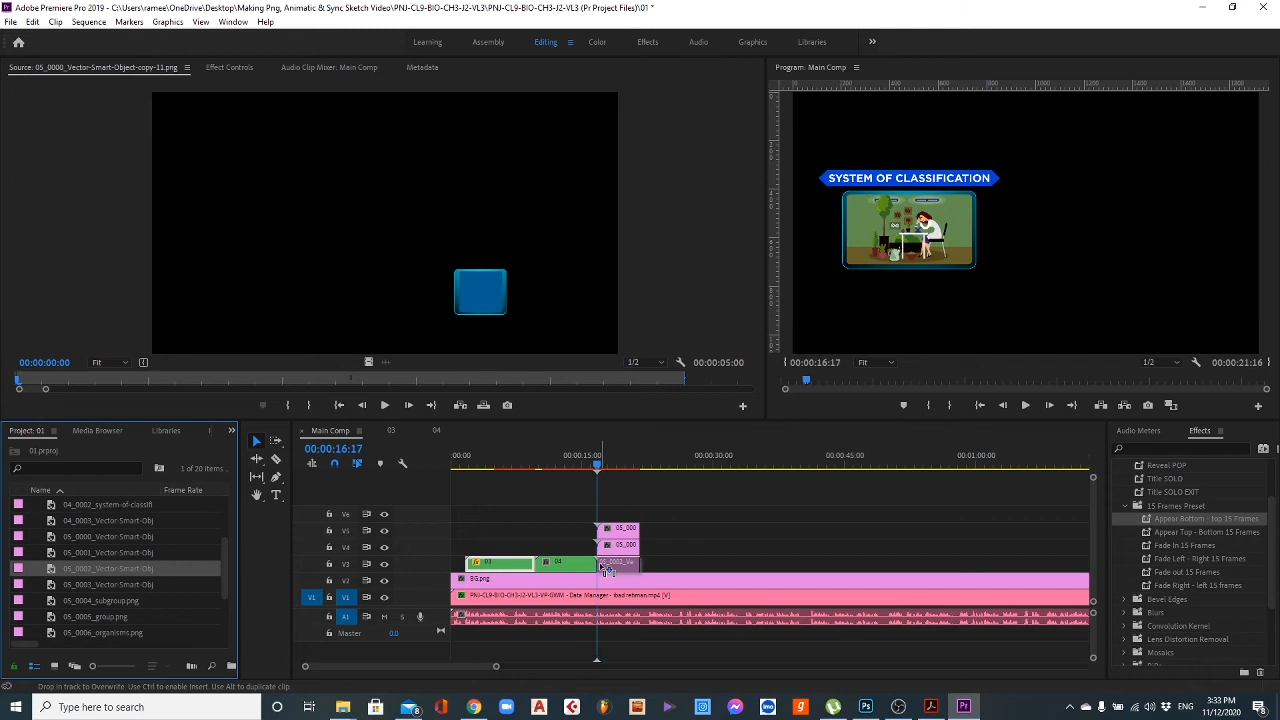 Adobe Premiere Pro 2019 - C:\Users\ramee\OneDrive\Desktop\Making Png, Animatic & Sync Sketch Video\PNJ-CL9-BIO-CH3-J2-VL3\PNJ-CL9-BIO-CH3-J2-VL3 (Pr Project Files)\01 *
File Edit Clip Sequence Markers Graphics View Window Help
Learning Assembly Editing Color Effects Audio Graphics Libraries
Source: 05_0000_Vector-Smart-Object-copy-11.png Effect Controls Audio Clip Mixer: Main Comp Metadata
Program: Main Comp
SYSTEM OF CLASSIFICATION
00:00:00:00 Fit 1/2 00:00:05:00
00:00:16:17 Fit 1/2 00:00:21:16
Project: 01 Media Browser Libraries
01.prproj
1 of 20 items
Name Frame Rate
04_0002_system-of-classifi
04_0003_Vector-Smart-Obj
05_0000_Vector-Smart-Obj
05_0001_Vector-Smart-Obj
05_0002_Vector-Smart-Obj
05_0003_Vector-Smart-Obj
05_0004_subgroup.png
05_0005_group.png
05_0006_organisms.png
Main Comp 03 04
00:00:16:17
:00:00 00:00:15:00 00:00:30:00 00:00:45:00 00:01:00:00
V6
V5 05_000
V4 05_000
V3 03 04 05_0002_Ve
V2 BG.png
V1 V1 PNJ-CL9-BIO-CH3-J2-VL3-VP-GWM - Data Manager - ibad rehman.mp4 [V]
A1 A1 M S
Master 0.0
Audio Meters Effects
Reveal POP
Title SOLO
Title SOLO EXIT
15 Frames Preset
Appear Bottom - top 15 Frames
Appear Top - Bottom 15 Frames
Fade In 15 Frames
Fade Left - Right 15 Frames
Fade out 15 Frames
Fade Right - left 15 Frames
Bevel Edges
Blurs
Convolution Kernel
Lens Distortion Removal
Mosaics
Drop in track to Overwrite. Use Ctrl to enable Insert. Use Alt to duplicate clip.
Type here to search
3:33 PM
11/12/2020